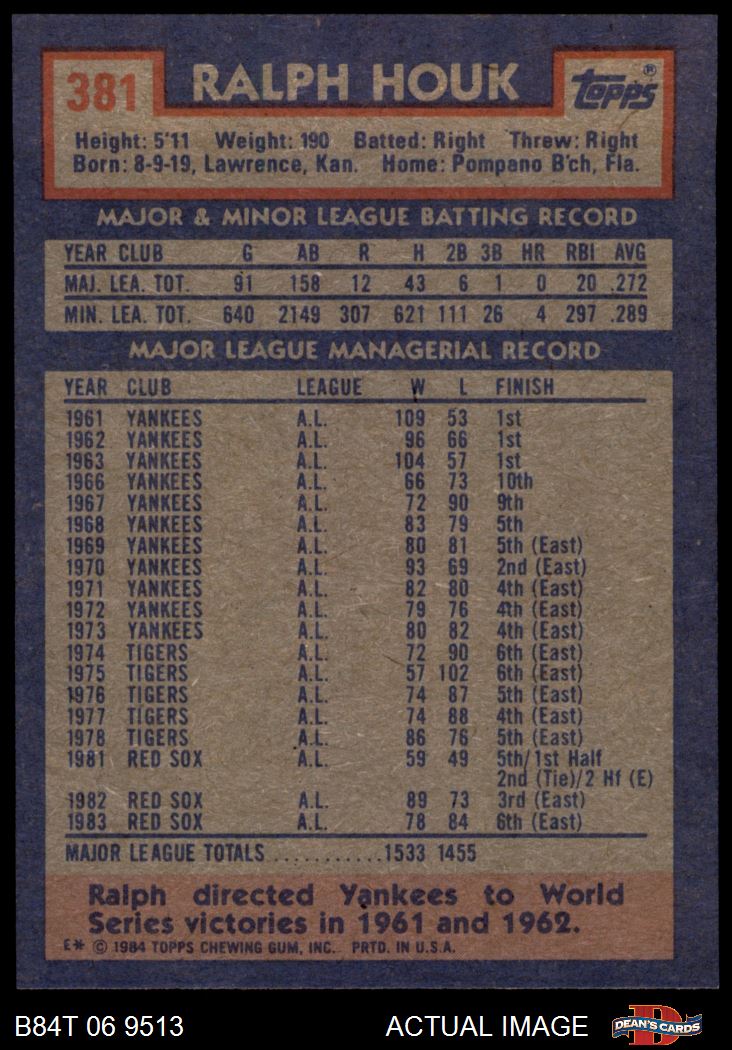 381 RALPH HOUK Topps®
Height: 5'11 Weight: 190 Batted: Right Threw: Right
Born: 8-9-19, Lawrence, Kan. Home: Pompano B'ch, Fla.
MAJOR & MINOR LEAGUE BATTING RECORD
YEAR CLUB G AB R H 2B 3B HR RBI AVG
MAJ. LEA. TOT. 91 158 12 43 6 1 0 20 .272
MIN. LEA. TOT. 640 2149 307 621 111 26 4 297 .289
MAJOR LEAGUE MANAGERIAL RECORD
YEAR CLUB LEAGUE W L FINISH
1961 YANKEES A.L. 109 53 1st
1962 YANKEES A.L. 96 66 1st
1963 YANKEES A.L. 104 57 1st
1966 YANKEES A.L. 66 73 10th
1967 YANKEES A.L. 72 90 9th
1968 YANKEES A.L. 83 79 5th
1969 YANKEES A.L. 80 81 5th (East)
1970 YANKEES A.L. 93 69 2nd (East)
1971 YANKEES A.L. 82 80 4th (East)
1972 YANKEES A.L. 79 76 4th (East)
1973 YANKEES A.L. 80 82 4th (East)
1974 TIGERS A.L. 72 90 6th (East)
1975 TIGERS A.L. 57 102 6th (East)
1976 TIGERS A.L. 74 87 5th (East)
1977 TIGERS A.L. 74 88 4th (East)
1978 TIGERS A.L. 86 76 5th (East)
1981 RED SOX A.L. 59 49 5th/1st Half
2nd (Tie)/2 Hf (E)
1982 RED SOX A.L. 89 73 3rd (East)
1983 RED SOX A.L. 78 84 6th (East)
MAJOR LEAGUE TOTALS ...........1533 1455
Ralph directed Yankees to World
Series victories in 1961 and 1962.
E* © 1984 TOPPS CHEWING GUM, INC. PRTD. IN U.S.A.
B84T 06 9513 ACTUAL IMAGE D DEAN'S CARDS